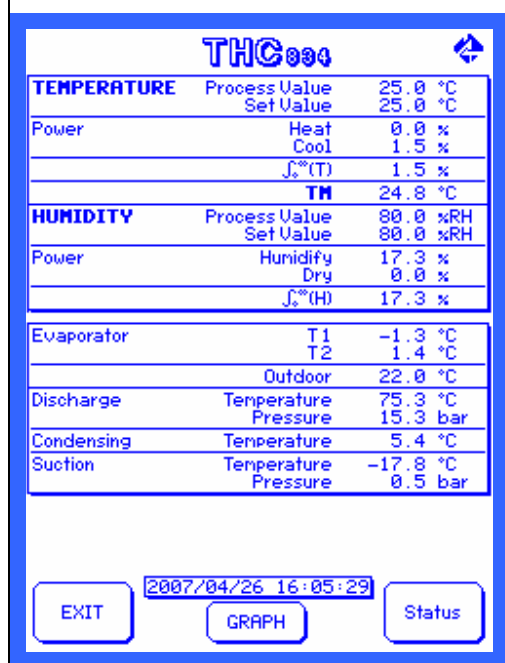 THC894
TEMPERATURE Process Value 25.0 °C
Set Value 25.0 °C
Power Heat 0.0 %
Cool 1.5 %
∫₀∞(T) 1.5 %
TM 24.8 °C
HUMIDITY Process Value 80.0 %RH
Set Value 80.0 %RH
Power Humidify 17.3 %
Dry 0.0 %
∫₀∞(H) 17.3 %
Evaporator T1 -1.3 °C
T2 1.4 °C
Outdoor 22.0 °C
Discharge Temperature 75.3 °C
Pressure 15.3 bar
Condensing Temperature 5.4 °C
Suction Temperature -17.8 °C
Pressure 0.5 bar
2007/04/26 16:05:29
EXIT GRAPH Status